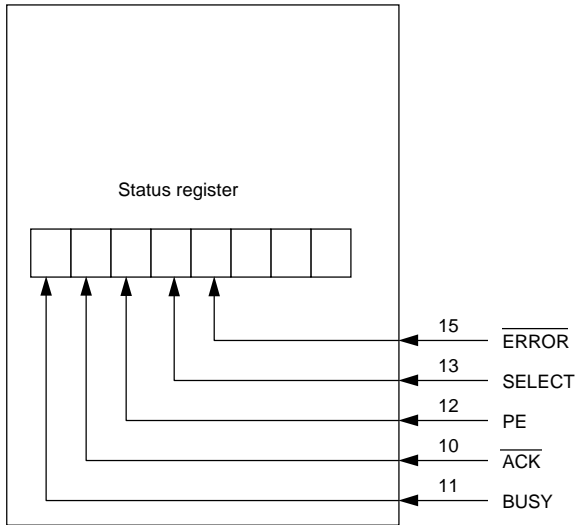 Status register
15 ERROR
13 SELECT
12 PE
10 ACK
11 BUSY